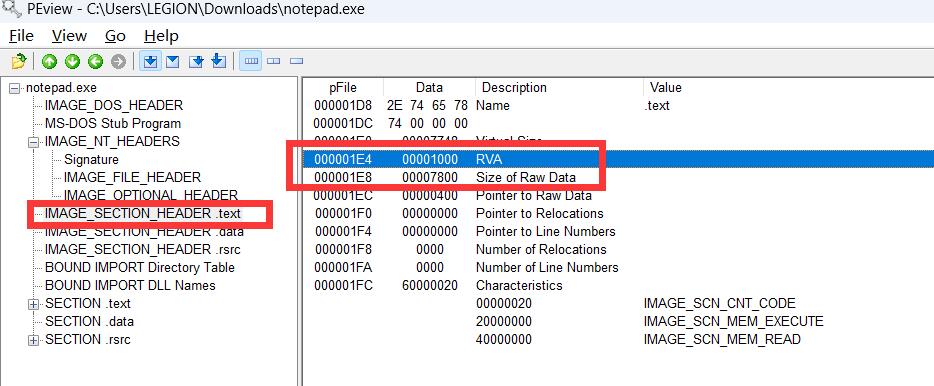 PEview - C:\Users\LEGION\Downloads\notepad.exe
File View Go Help
notepad.exe
IMAGE_DOS_HEADER
MS-DOS Stub Program
IMAGE_NT_HEADERS
Signature
IMAGE_FILE_HEADER
IMAGE_OPTIONAL_HEADER
IMAGE_SECTION_HEADER .text
IMAGE_SECTION_HEADER .data
IMAGE_SECTION_HEADER .rsrc
BOUND IMPORT Directory Table
BOUND IMPORT DLL Names
SECTION .text
SECTION .data
SECTION .rsrc
pFile Data Description Value
000001D8 2E 74 65 78 Name .text
000001DC 74 00 00 00
000001E0 00007748 Virtual Size
000001E4 00001000 RVA
000001E8 00007800 Size of Raw Data
000001EC 00000400 Pointer to Raw Data
000001F0 00000000 Pointer to Relocations
000001F4 00000000 Pointer to Line Numbers
000001F8 0000 Number of Relocations
000001FA 0000 Number of Line Numbers
000001FC 60000020 Characteristics
00000020 IMAGE_SCN_CNT_CODE
20000000 IMAGE_SCN_MEM_EXECUTE
40000000 IMAGE_SCN_MEM_READ